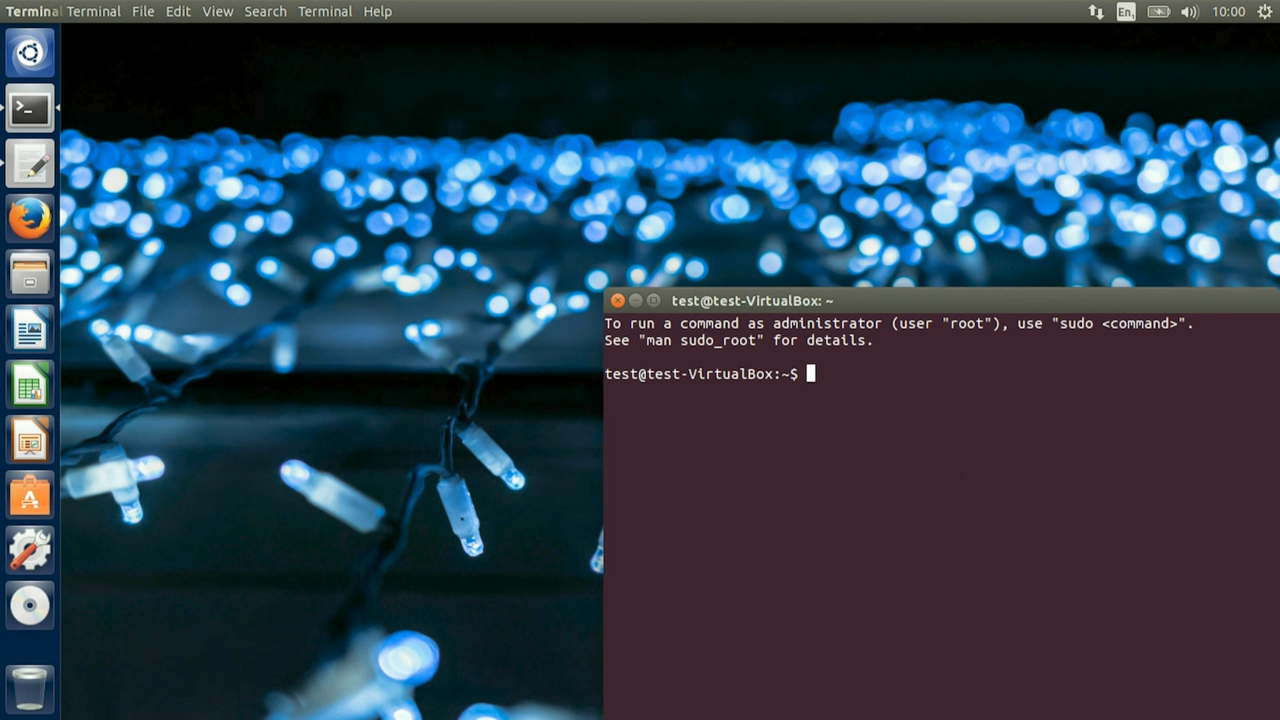 Terminal Terminal File Edit View Search Terminal Help En 10:00
test@test-VirtualBox: ~
To run a command as administrator (user "root"), use "sudo <command>".
See "man sudo_root" for details.
test@test-VirtualBox:~$